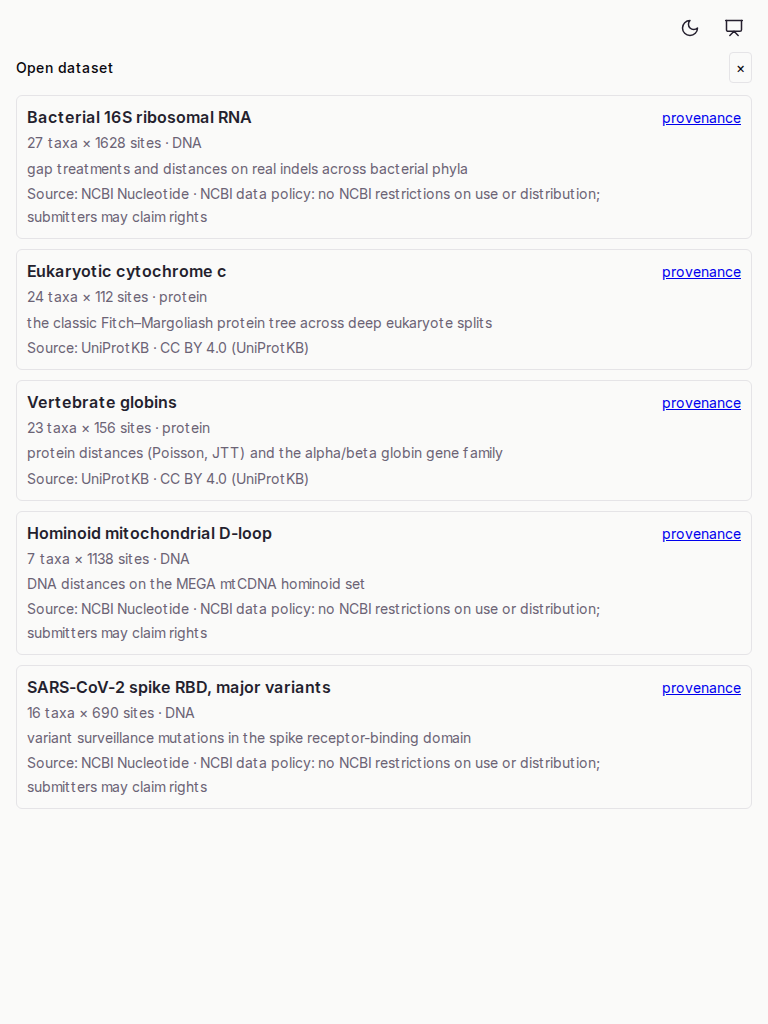 Open dataset
×
Bacterial 16S ribosomal RNA
provenance
27 taxa × 1628 sites · DNA
gap treatments and distances on real indels across bacterial phyla
Source: NCBI Nucleotide · NCBI data policy: no NCBI restrictions on use or distribution;
submitters may claim rights
Eukaryotic cytochrome c
provenance
24 taxa × 112 sites · protein
the classic Fitch–Margoliash protein tree across deep eukaryote splits
Source: UniProtKB · CC BY 4.0 (UniProtKB)
Vertebrate globins
provenance
23 taxa × 156 sites · protein
protein distances (Poisson, JTT) and the alpha/beta globin gene family
Source: UniProtKB · CC BY 4.0 (UniProtKB)
Hominoid mitochondrial D-loop
provenance
7 taxa × 1138 sites · DNA
DNA distances on the MEGA mtCDNA hominoid set
Source: NCBI Nucleotide · NCBI data policy: no NCBI restrictions on use or distribution;
submitters may claim rights
SARS-CoV-2 spike RBD, major variants
provenance
16 taxa × 690 sites · DNA
variant surveillance mutations in the spike receptor-binding domain
Source: NCBI Nucleotide · NCBI data policy: no NCBI restrictions on use or distribution;
submitters may claim rights